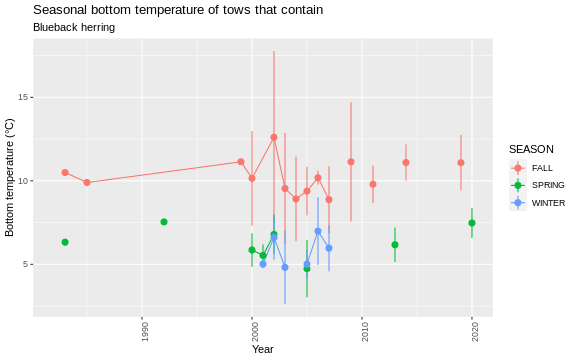 Seasonal bottom temperature of tows that contain
Blueback herring
Bottom temperature (°C)
15
10
5
1990
2000
2010
2020
Year
SEASON
FALL
SPRING
WINTER